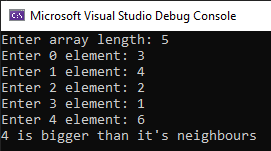 Microsoft Visual Studio Debug Console
Enter array length: 5
Enter 0 element: 3
Enter 1 element: 4
Enter 2 element: 2
Enter 3 element: 1
Enter 4 element: 6
4 is bigger than it's neighbours